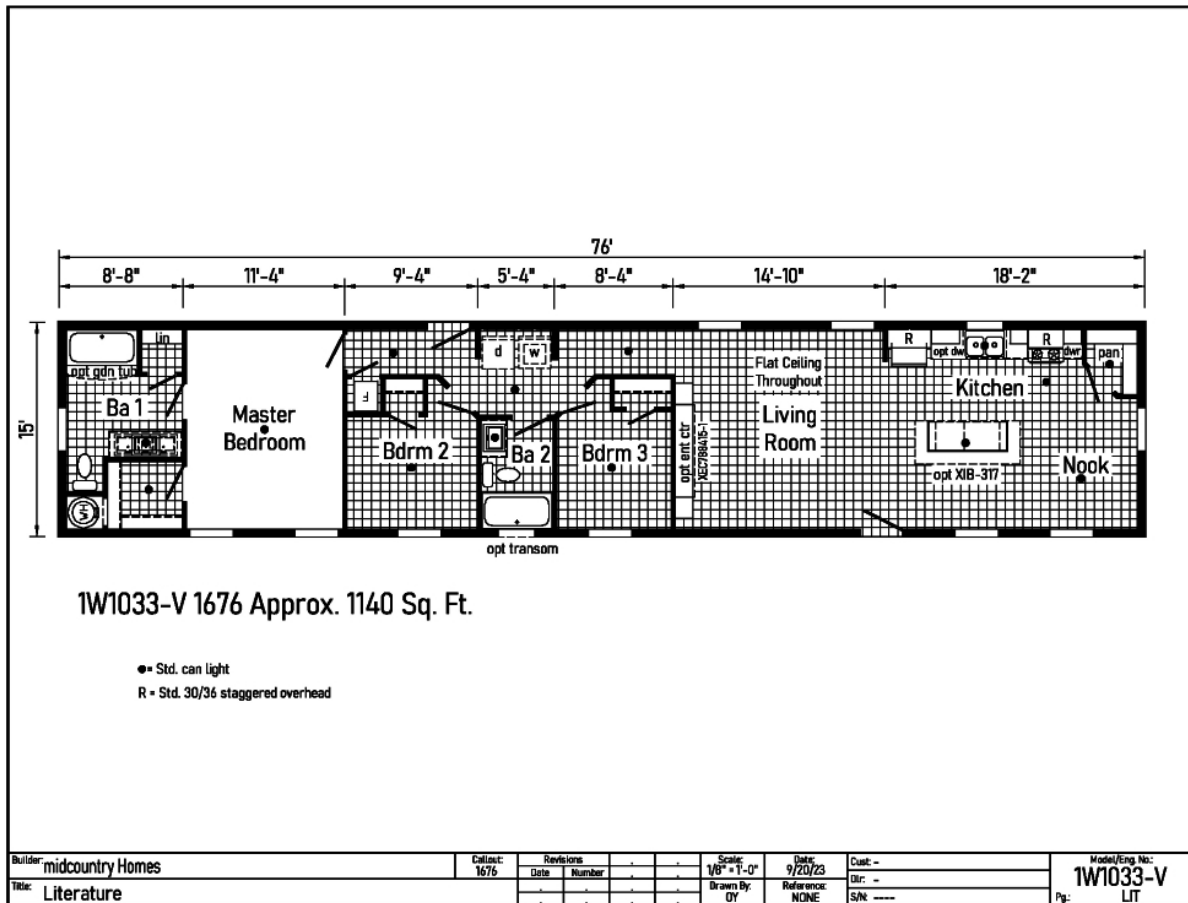 76'
8'-8"
11'-4"
9'-4"
5'-4"
8'-4"
14'-10"
18'-2"
15'
lin
opt gdn tub
Ba 1
WH
Master
Bedroom
F
Bdrm 2
d
w
Ba 2
opt transom
Bdrm 3
opt ent ctr
XEC788415-1
Flat Ceiling
Throughout
Living
Room
R
opt dw
R
dwr
pan
Kitchen
opt XIB-317
Nook
1W1033-V 1676 Approx. 1140 Sq. Ft.
●= Std. can light
R = Std. 30/36 staggered overhead
Builder: midcountry Homes
Title: Literature
Callout:
1676
Revisions
Date Number
Scale:
1/8" = 1'-0"
Date:
9/20/23
Drawn By:
OY
Reference:
NONE
Cust: -
Dlr: -
S/N: ----
Model/Eng. No.:
1W1033-V
Pg.: LIT